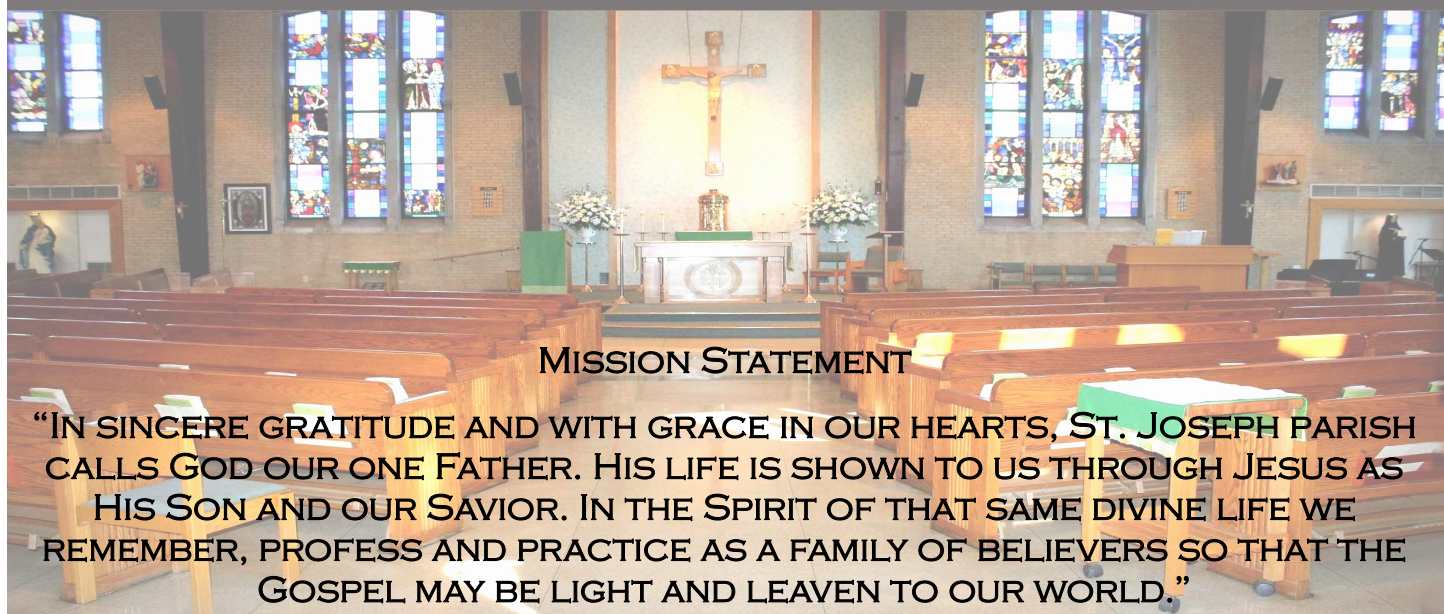 Mission Statement
“In sincere gratitude and with grace in our hearts, St. Joseph parish
calls God our one Father. His life is shown to us through Jesus as
His Son and our Savior. In the Spirit of that same divine life we
remember, profess and practice as a family of believers so that the
Gospel may be light and leaven to our world.”